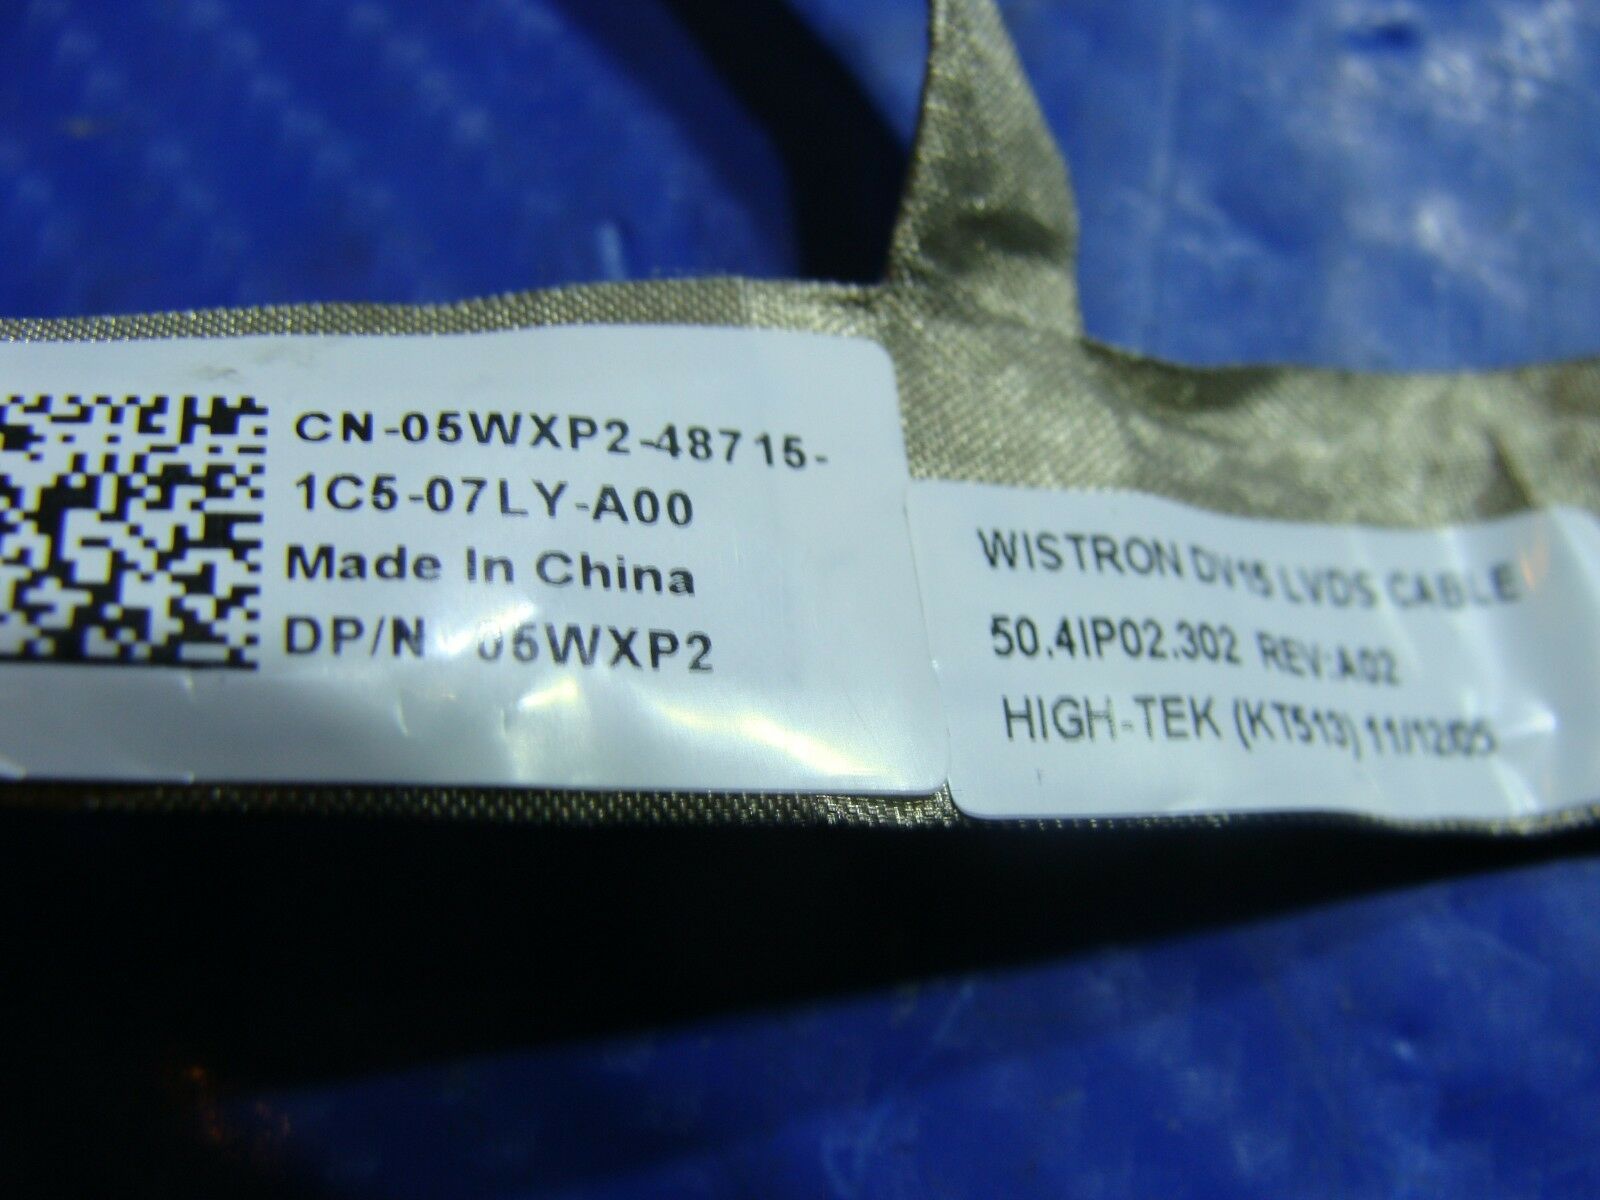 CN-05WXP2-48715-
1C5-07LY-A00
Made In China
DP/N 05WXP2
WISTRON DV15 LVDS CABLE
50.4IP02.302 REV:A02
HIGH-TEK (KT513) 11/12/05